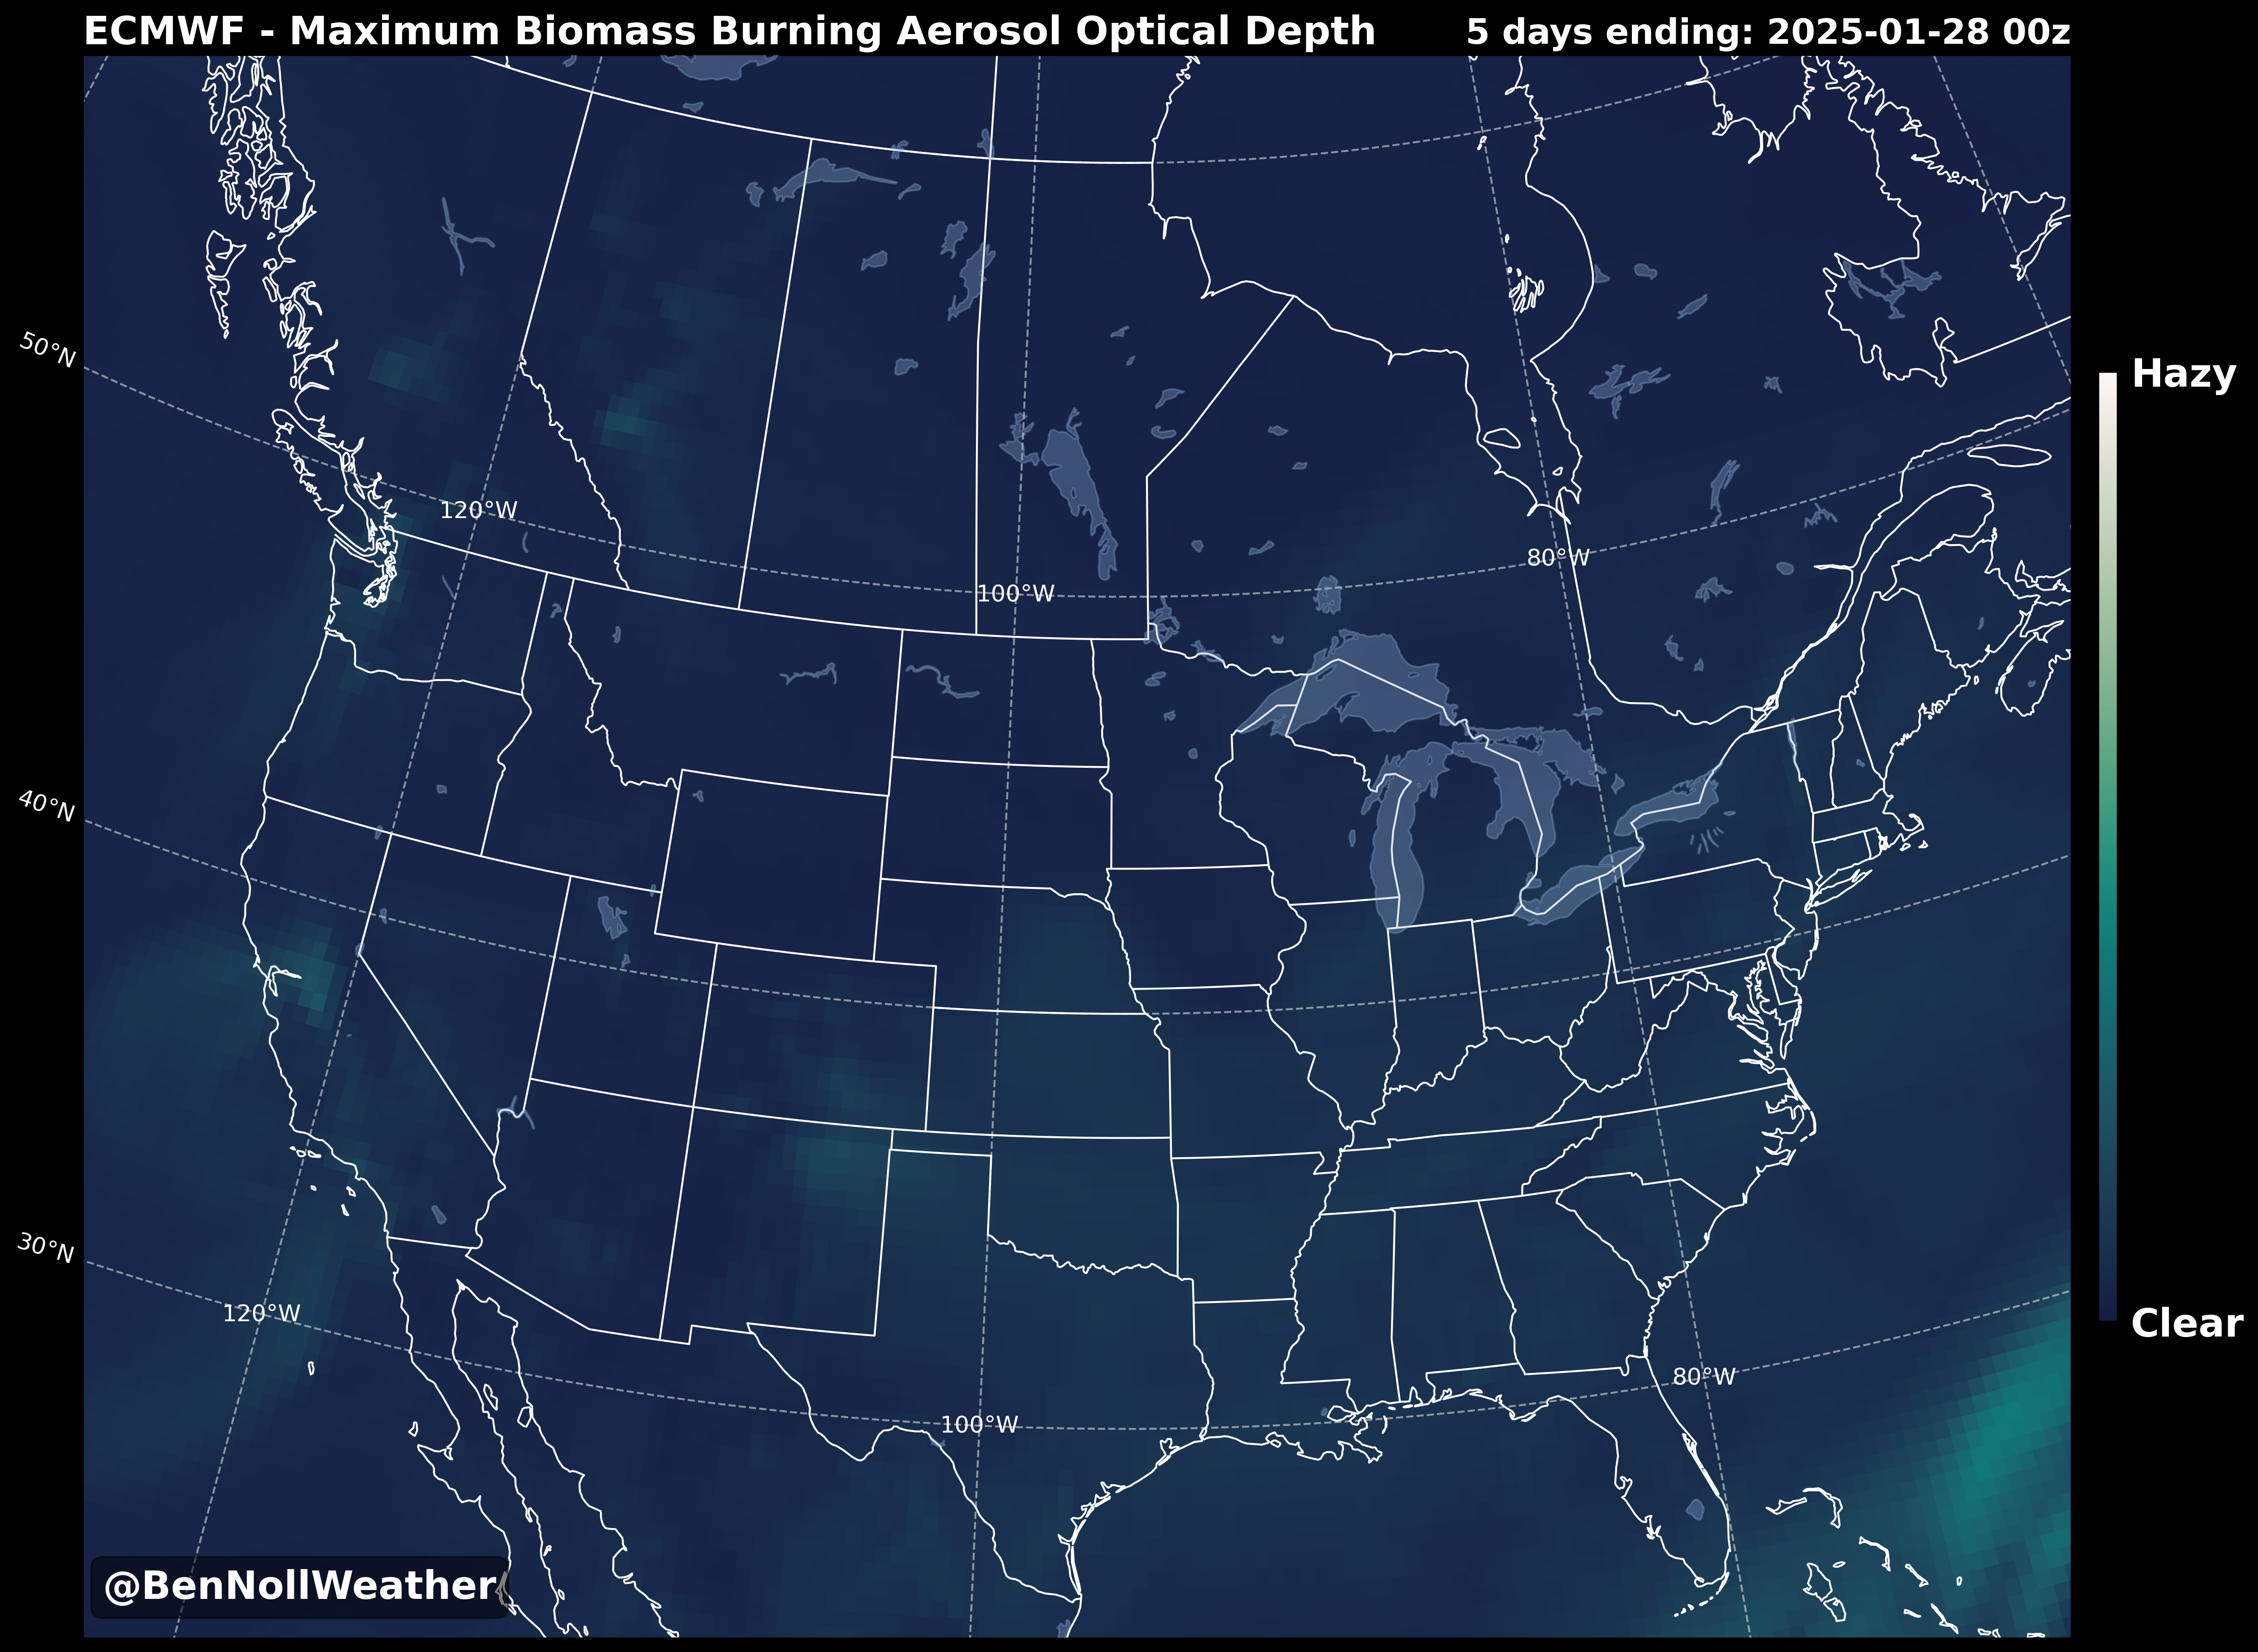 ECMWF - Maximum Biomass Burning Aerosol Optical Depth
5 days ending: 2025-01-28 00z
50°N
Hazy
120°W
80°W
100°W
40°N
30°N
120°W
Clear
80°W
100°W
@BenNollWeather